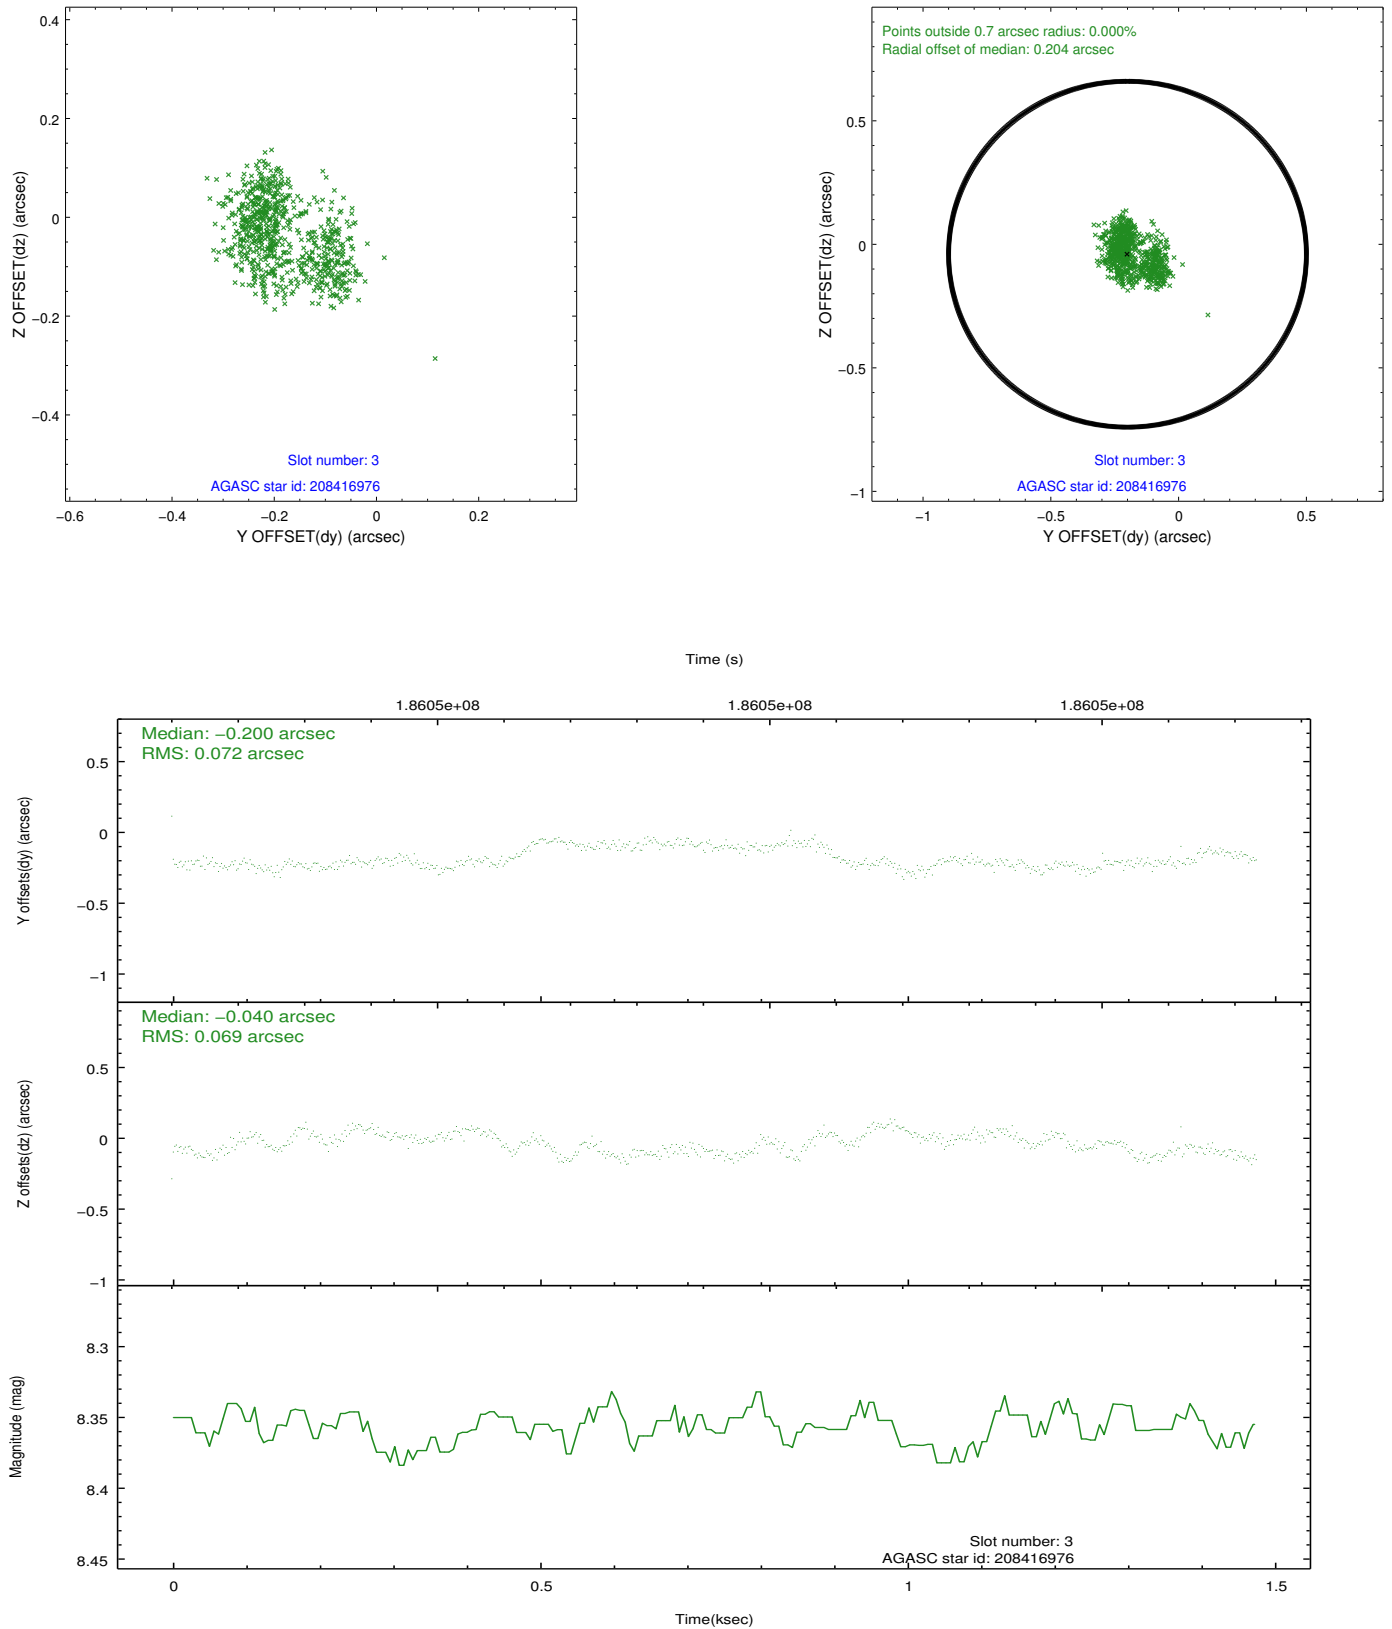 0.4
0.2
0
−0.2
−0.4
Z OFFSET(dz) (arcsec)
Slot number: 3
AGASC star id: 208416976
−0.6
−0.4
−0.2
0
0.2
Y OFFSET(dy) (arcsec)
Points outside 0.7 arcsec radius: 0.000%
Radial offset of median: 0.204 arcsec
0.5
0
−0.5
−1
Z OFFSET(dz) (arcsec)
Slot number: 3
AGASC star id: 208416976
−1
−0.5
0
0.5
Y OFFSET(dy) (arcsec)
Time (s)
1.8605e+08
1.8605e+08
1.8605e+08
Median: −0.200 arcsec
RMS: 0.072 arcsec
0.5
0
−0.5
−1
Y offsets(dy) (arcsec)
Median: −0.040 arcsec
RMS: 0.069 arcsec
0.5
0
−0.5
−1
Z offsets(dz) (arcsec)
8.3
8.35
8.4
8.45
Magnitude (mag)
Slot number: 3
AGASC star id: 208416976
0
0.5
1
1.5
Time(ksec)